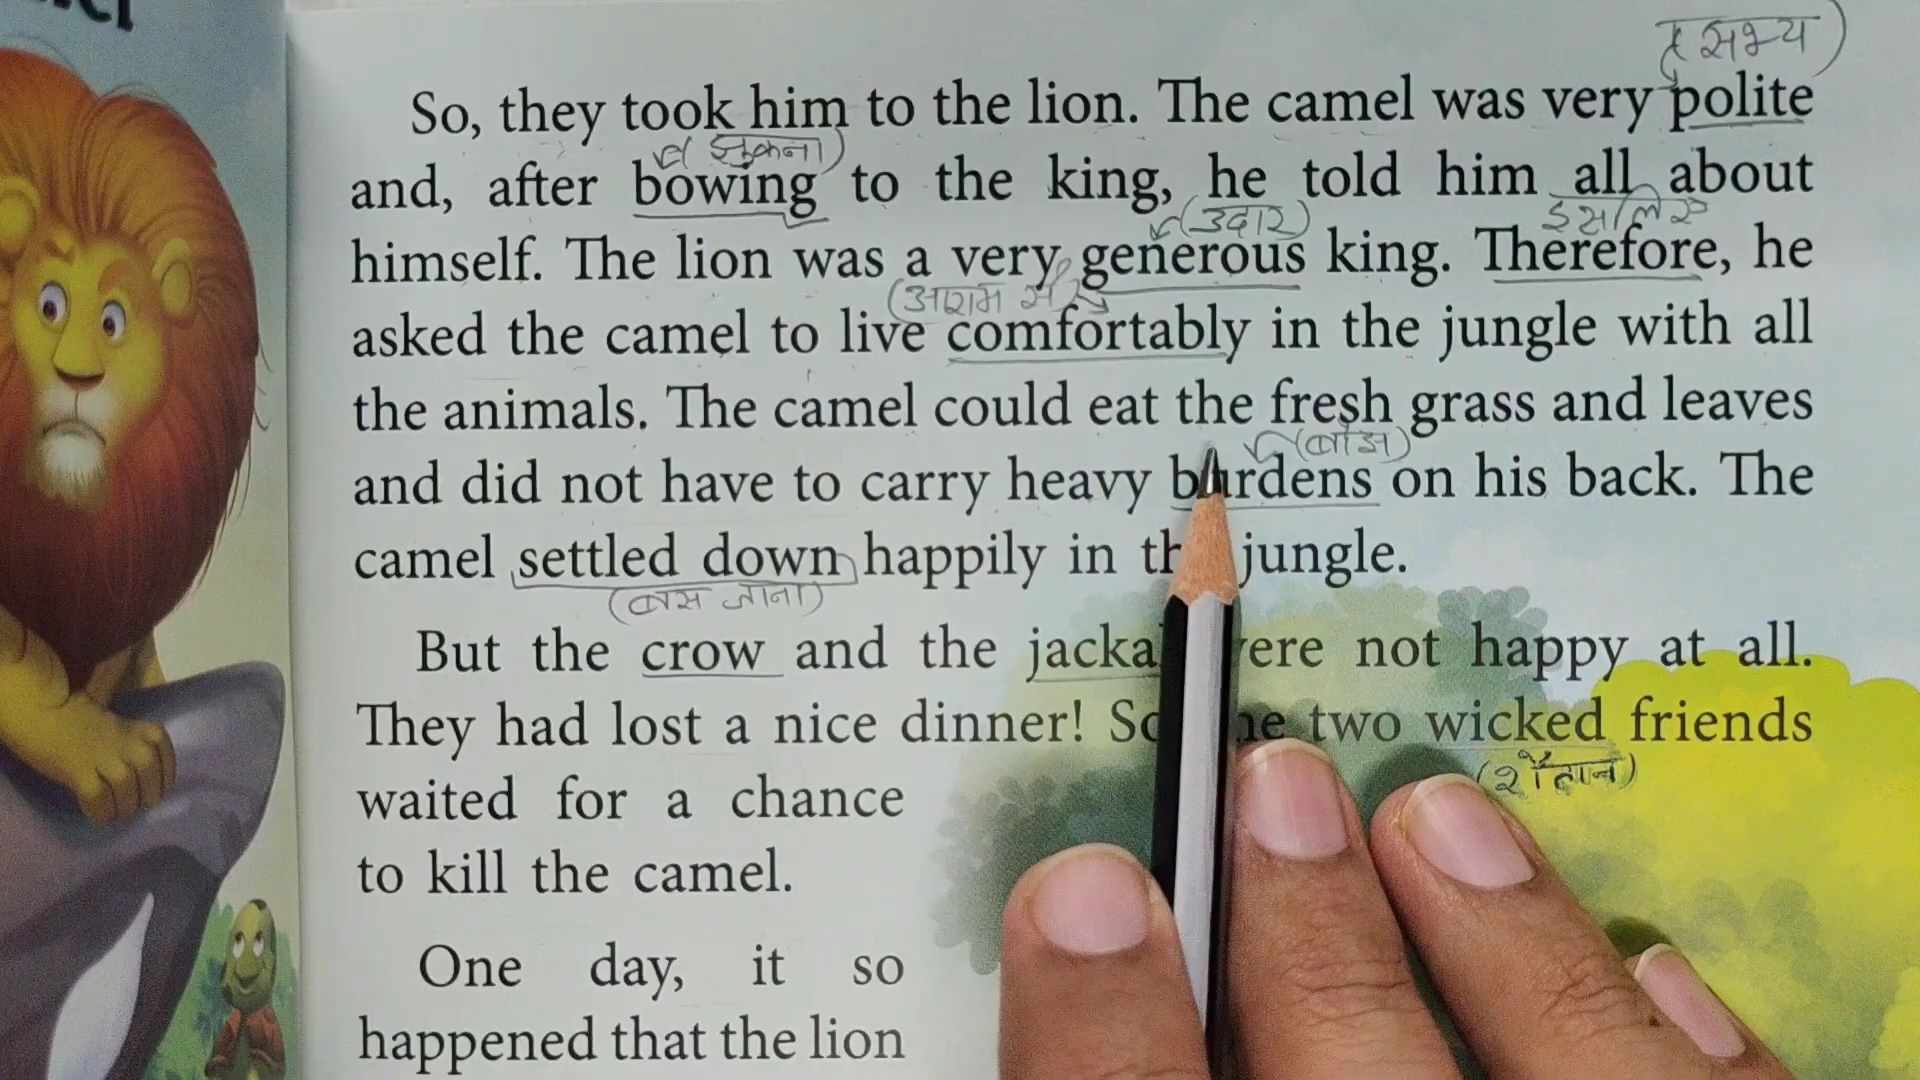 सभ्य
So, they took him to the lion. The camel was very polite
(झुकना)
and, after bowing to the king, he told him all about
(उदार) इसलिए
himself. The lion was a very generous king. Therefore, he
(आराम से)
asked the camel to live comfortably in the jungle with all
the animals. The camel could eat the fresh grass and leaves
(बोझ)
and did not have to carry heavy burdens on his back. The
camel settled down happily in the jungle.
(बस जाना)
But the crow and the jackal were not happy at all.
They had lost a nice dinner! So the two wicked friends
(शैतान)
waited for a chance
to kill the camel.
One day, it so
happened that the lion